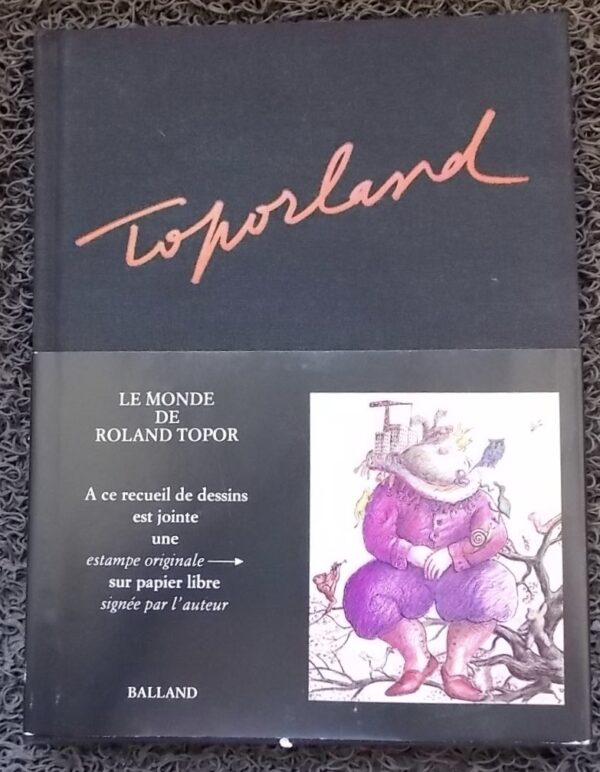 Toporland
LE MONDE
DE
ROLAND TOPOR
A ce recueil de dessins
est jointe
une
estampe originale →
sur papier libre
signée par l'auteur
BALLAND